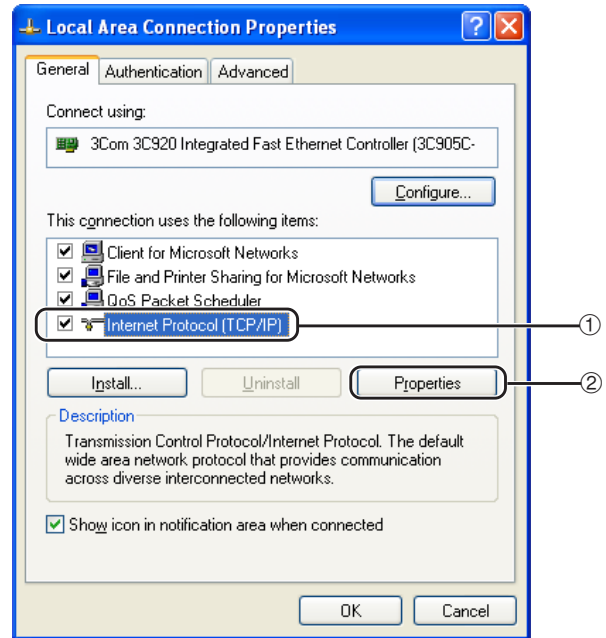 Local Area Connection Properties
General Authentication Advanced
Connect using:
3Com 3C920 Integrated Fast Ethernet Controller (3C905C-
Configure...
This connection uses the following items:
Client for Microsoft Networks
File and Printer Sharing for Microsoft Networks
QoS Packet Scheduler
Internet Protocol (TCP/IP)
①
Install... Uninstall Properties
②
Description
Transmission Control Protocol/Internet Protocol. The default
wide area network protocol that provides communication
across diverse interconnected networks.
Show icon in notification area when connected
OK Cancel